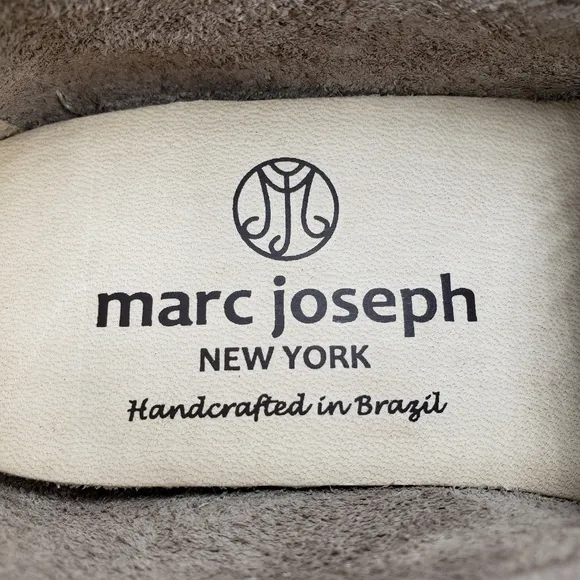 marc joseph
NEW YORK
Handcrafted in Brazil